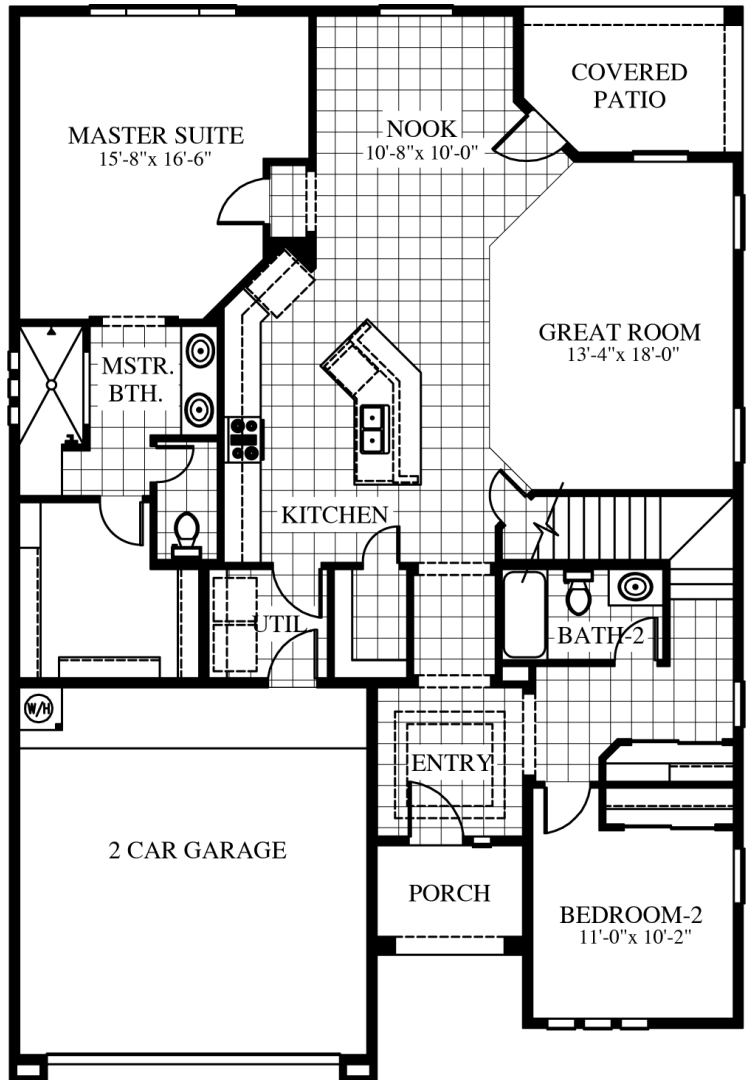 COVERED
PATIO
MASTER SUITE
15'-8"x 16'-6"
NOOK
10'-8"x 10'-0"
GREAT ROOM
13'-4"x 18'-0"
MSTR.
BTH.
KITCHEN
UTIL
BATH-2
W/H
ENTRY
2 CAR GARAGE
PORCH
BEDROOM-2
11'-0"x 10'-2"